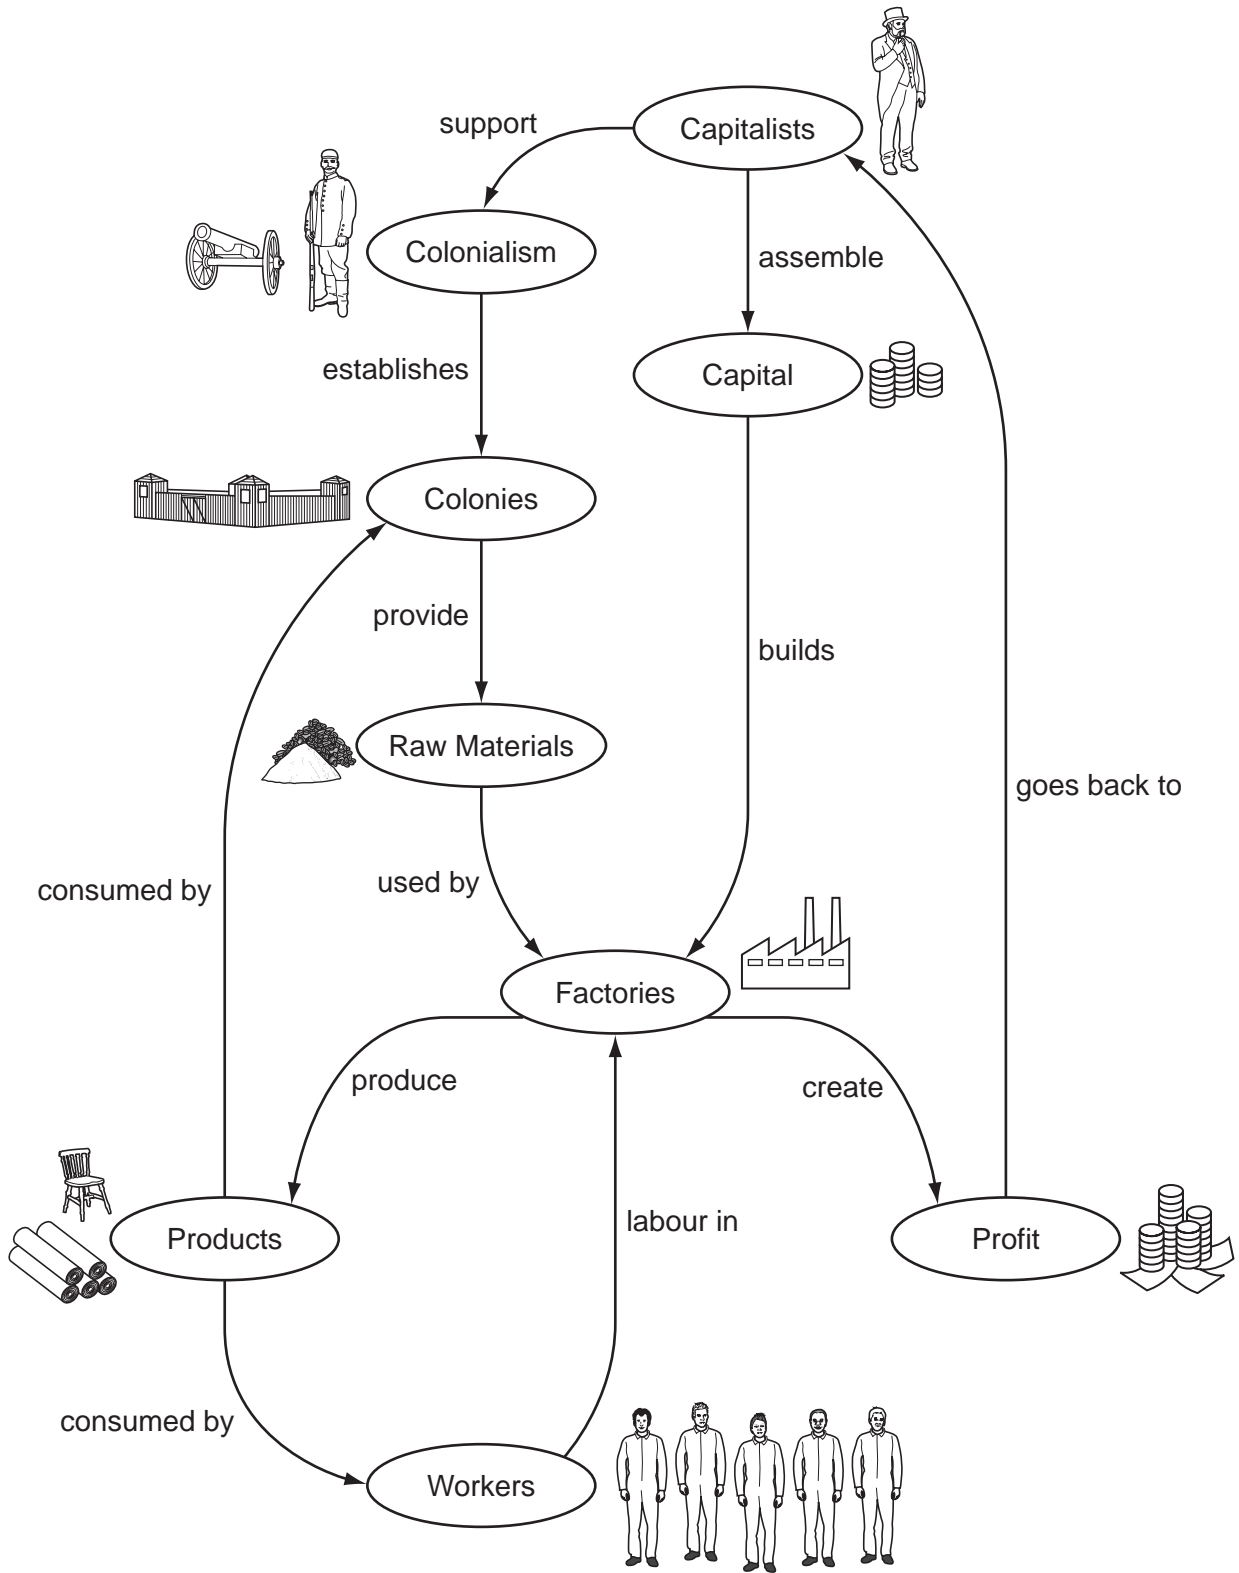 Capitalists
support
Colonialism
assemble
establishes
Capital
Colonies
provide
builds
Raw Materials
goes back to
used by
consumed by
Factories
produce
create
labour in
Products
Profit
consumed by
Workers